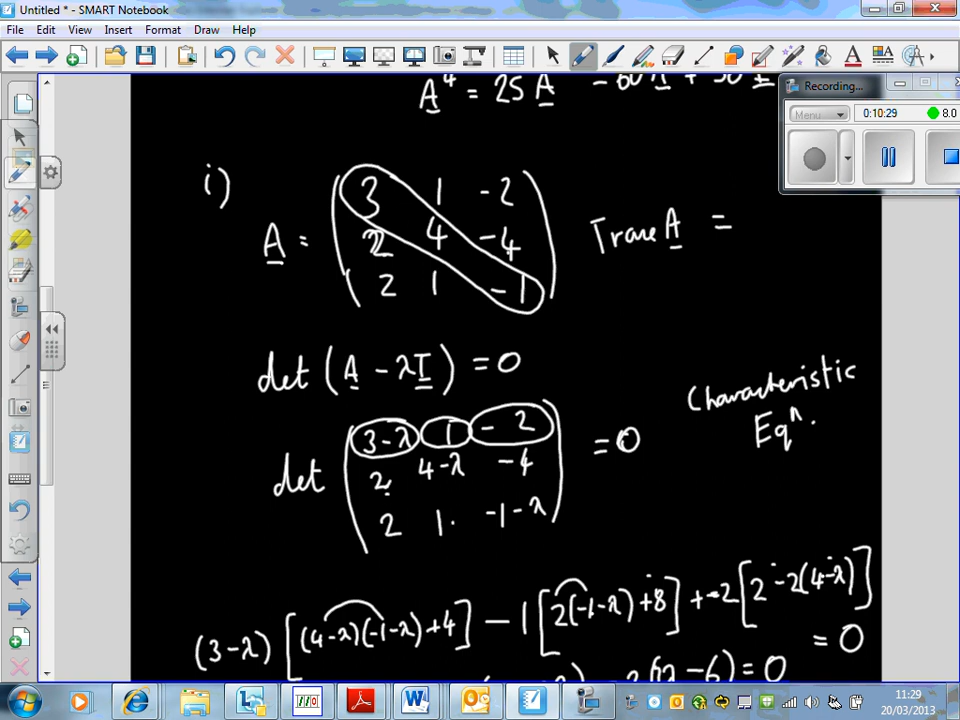 Untitled * - SMART Notebook
File Edit View Insert Format Draw Help
Recording...
Menu 0:10:29 8.0
A⁴ = 25 A
i)
A = ( 3 1 -2
2 4 -4
2 1 -1 )
Trace A =
det (A - λI) = 0
Characteristic
Eqⁿ.
det ( 3-λ 1 -2
2 4-λ -4
2 1 -1-λ ) = 0
(3-λ) [(4-λ)(-1-λ)+4] - 1 [2(-1-λ)+8] + -2 [2 -2(4-λ)]
= 0
-6) = 0
11:29
20/03/2013